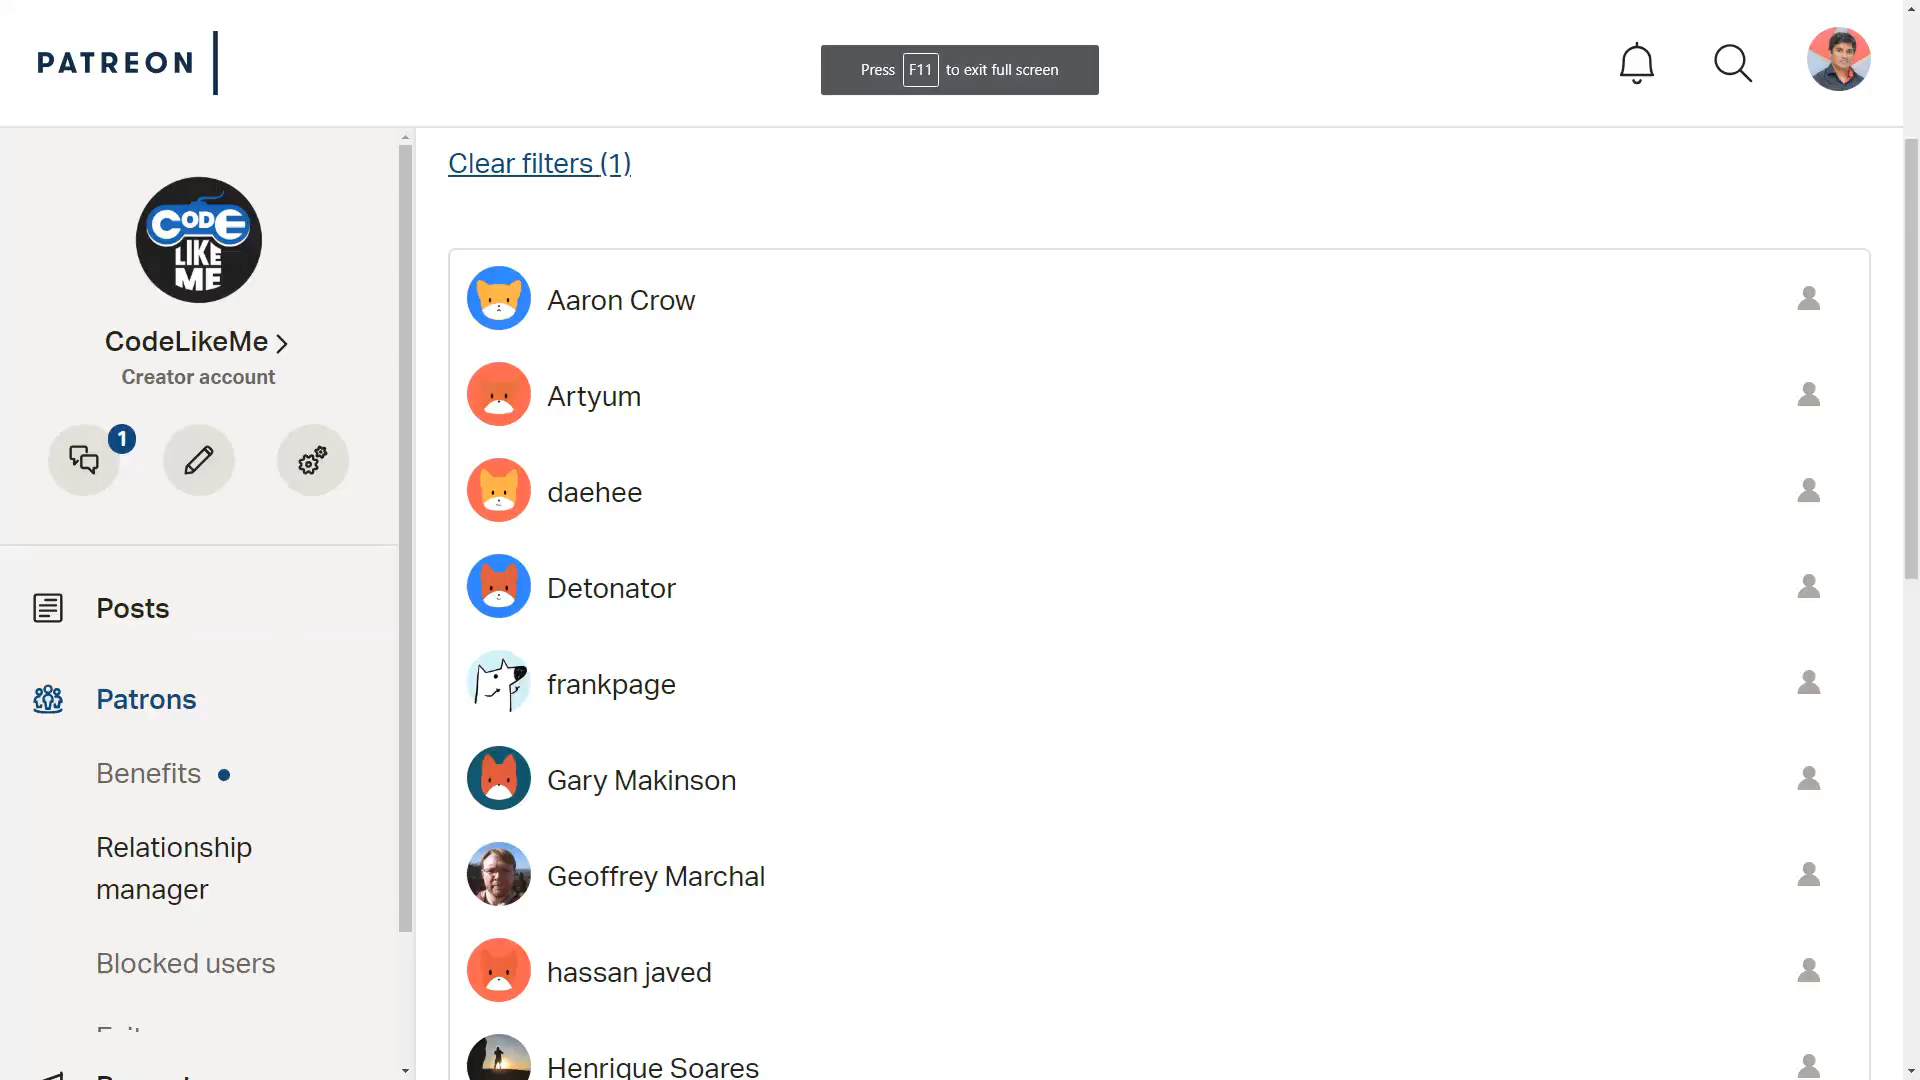 PATREON
Press F11 to exit full screen
CODE
LIKE
ME
CodeLikeMe
Creator account
1
Posts
Patrons
Benefits
Relationship
manager
Blocked users
Clear filters (1)
Aaron Crow
Artyum
daehee
Detonator
frankpage
Gary Makinson
Geoffrey Marchal
hassan javed
Henrique Soares